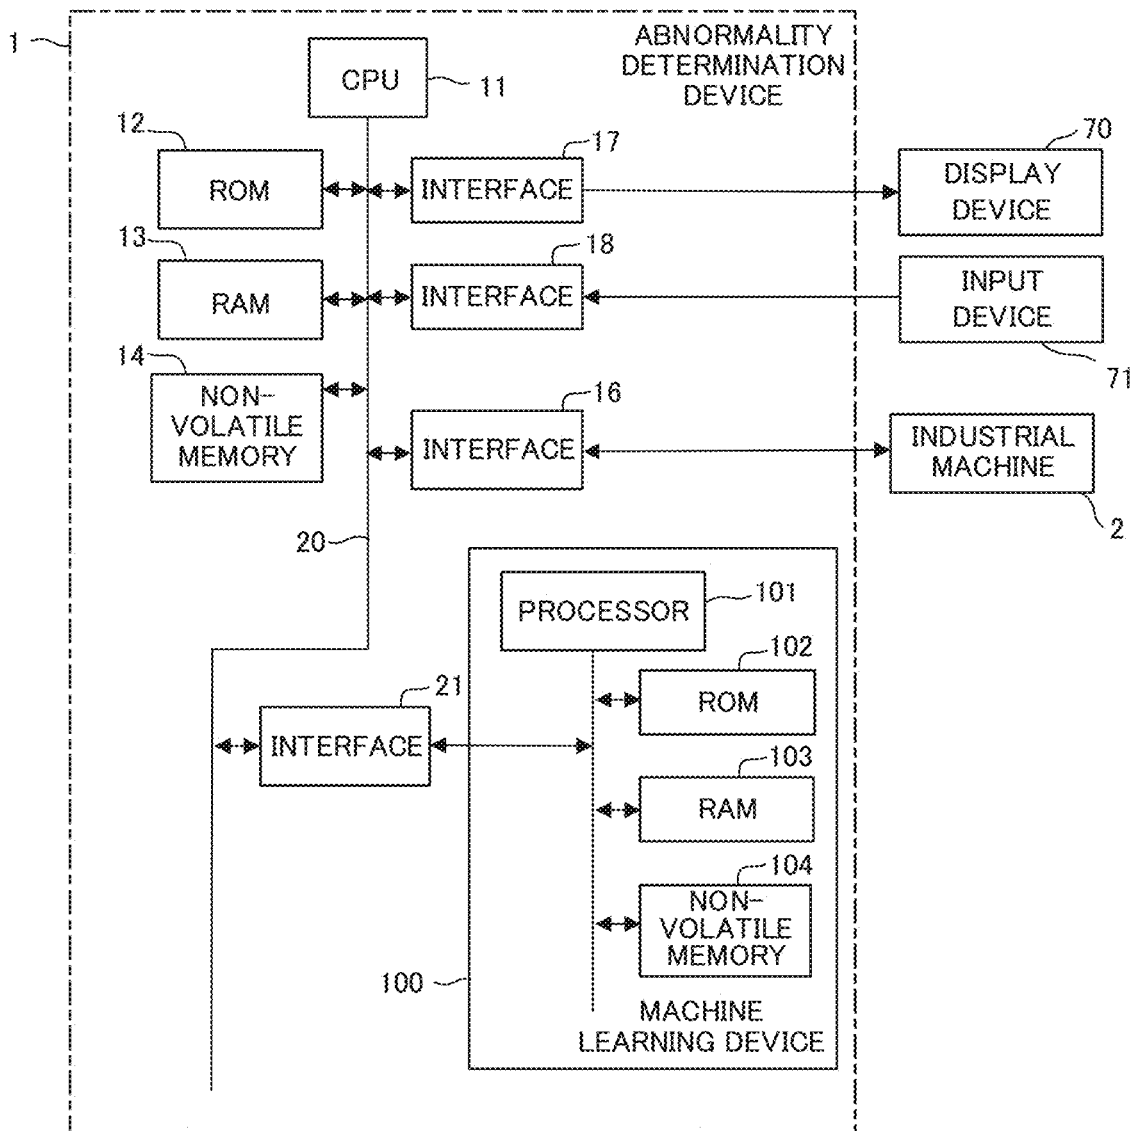 1
ABNORMALITY
DETERMINATION
DEVICE
CPU
11
12
ROM
17
INTERFACE
70
DISPLAY
DEVICE
13
RAM
18
INTERFACE
INPUT
DEVICE
71
14
NON-
VOLATILE
MEMORY
16
INTERFACE
INDUSTRIAL
MACHINE
2
20
PROCESSOR
101
102
ROM
21
INTERFACE
103
RAM
104
NON-
VOLATILE
MEMORY
100
MACHINE
LEARNING DEVICE